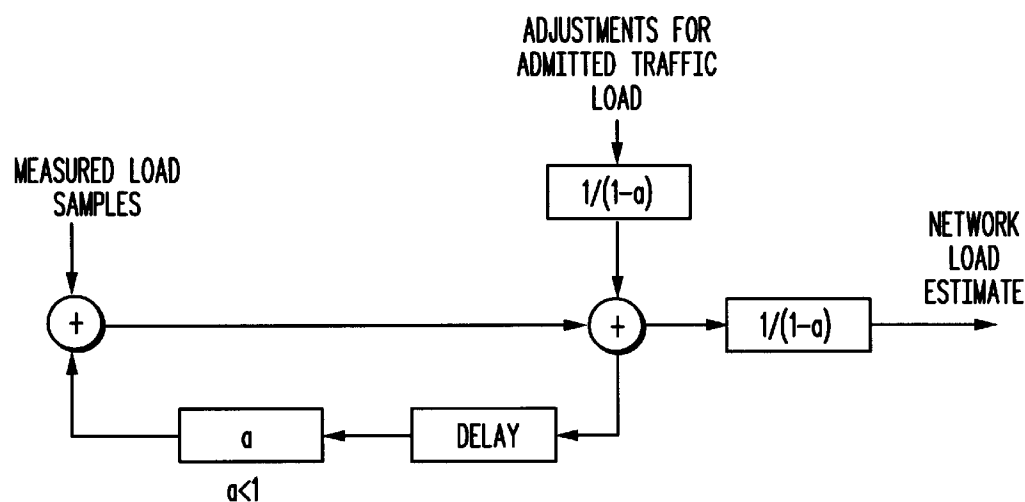 ADJUSTMENTS FOR
ADMITTED TRAFFIC
LOAD
MEASURED LOAD
SAMPLES
1/(1-a)
NETWORK
LOAD
ESTIMATE
+
+
1/(1-a)
a
DELAY
a<1